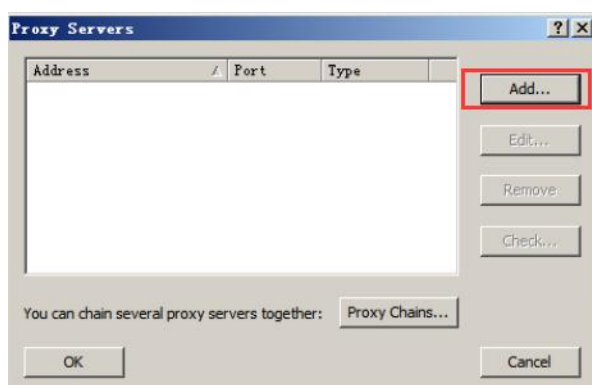 Proxy Servers
Address Port Type
Add...
Edit...
Remove
Check...
You can chain several proxy servers together: Proxy Chains...
OK Cancel